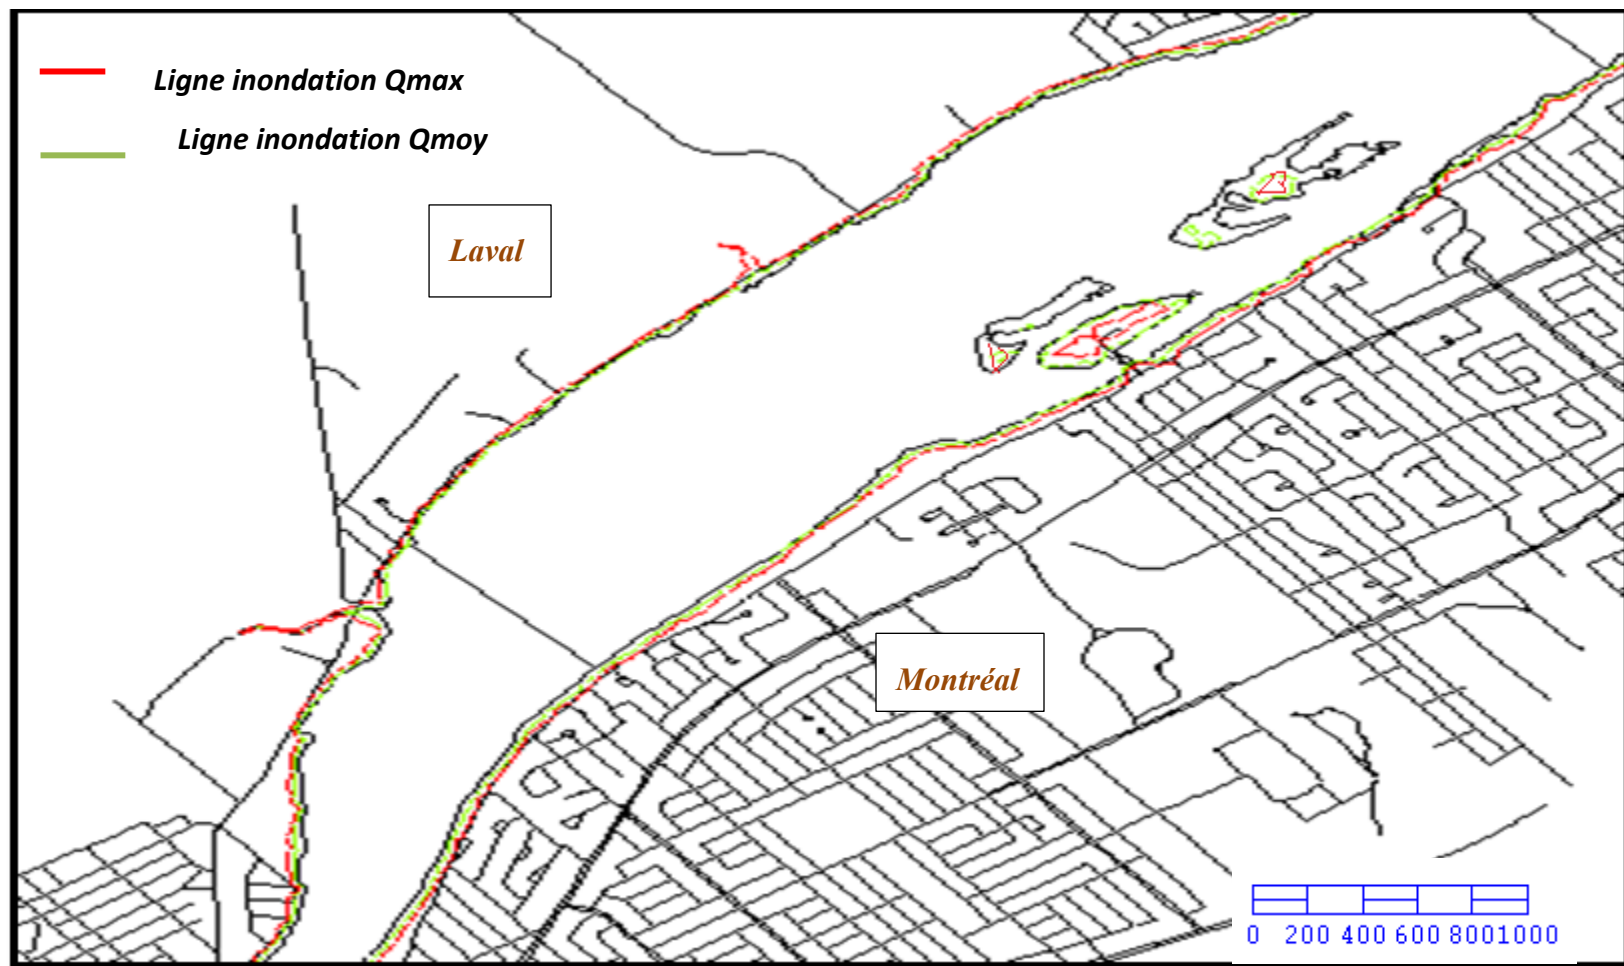 Ligne inondation Qmax
Ligne inondation Qmoy
Laval
Montréal
0 200 400 600 8001000